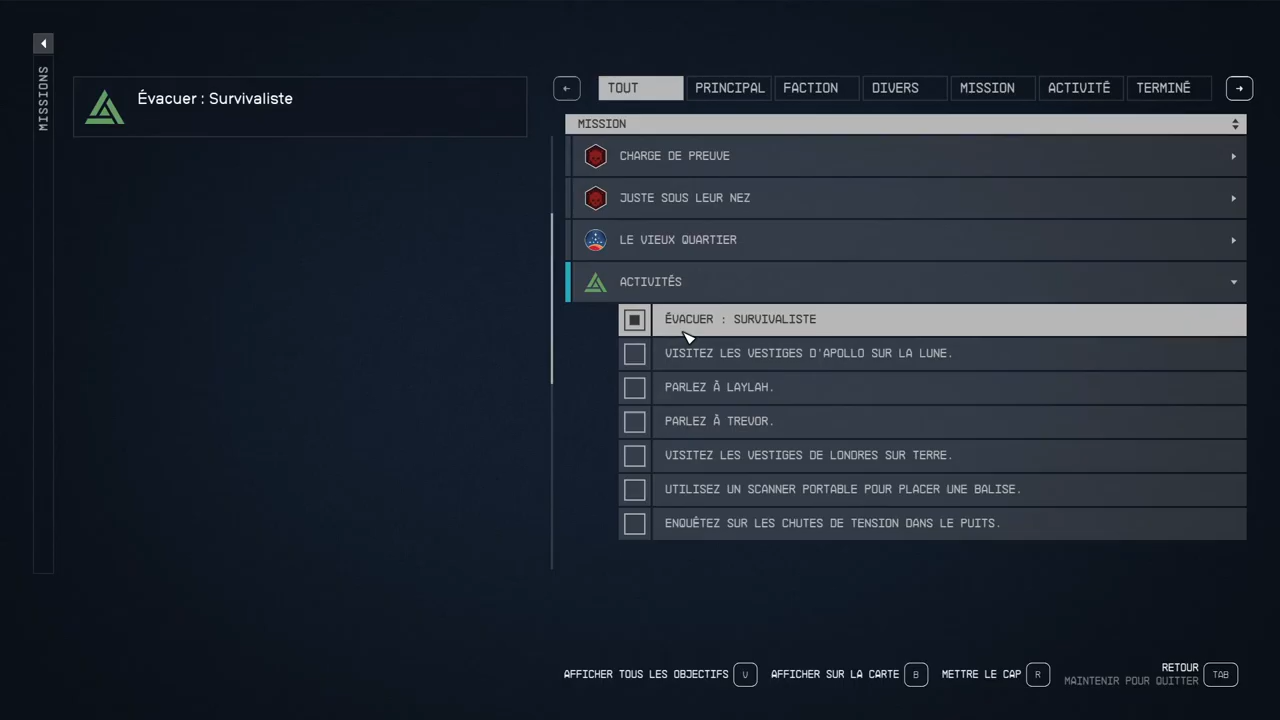 MISSIONS
Évacuer : Survivaliste
TOUT
PRINCIPAL
FACTION
DIVERS
MISSION
ACTIVITÉ
TERMINÉ
MISSION
CHARGE DE PREUVE
JUSTE SOUS LEUR NEZ
LE VIEUX QUARTIER
ACTIVITÉS
ÉVACUER : SURVIVALISTE
VISITEZ LES VESTIGES D'APOLLO SUR LA LUNE.
PARLEZ À LAYLAH.
PARLEZ À TREVOR.
VISITEZ LES VESTIGES DE LONDRES SUR TERRE.
UTILISEZ UN SCANNER PORTABLE POUR PLACER UNE BALISE.
ENQUÊTEZ SUR LES CHUTES DE TENSION DANS LE PUITS.
AFFICHER TOUS LES OBJECTIFS V
AFFICHER SUR LA CARTE B
METTRE LE CAP R
RETOUR
MAINTENIR POUR QUITTER TAB